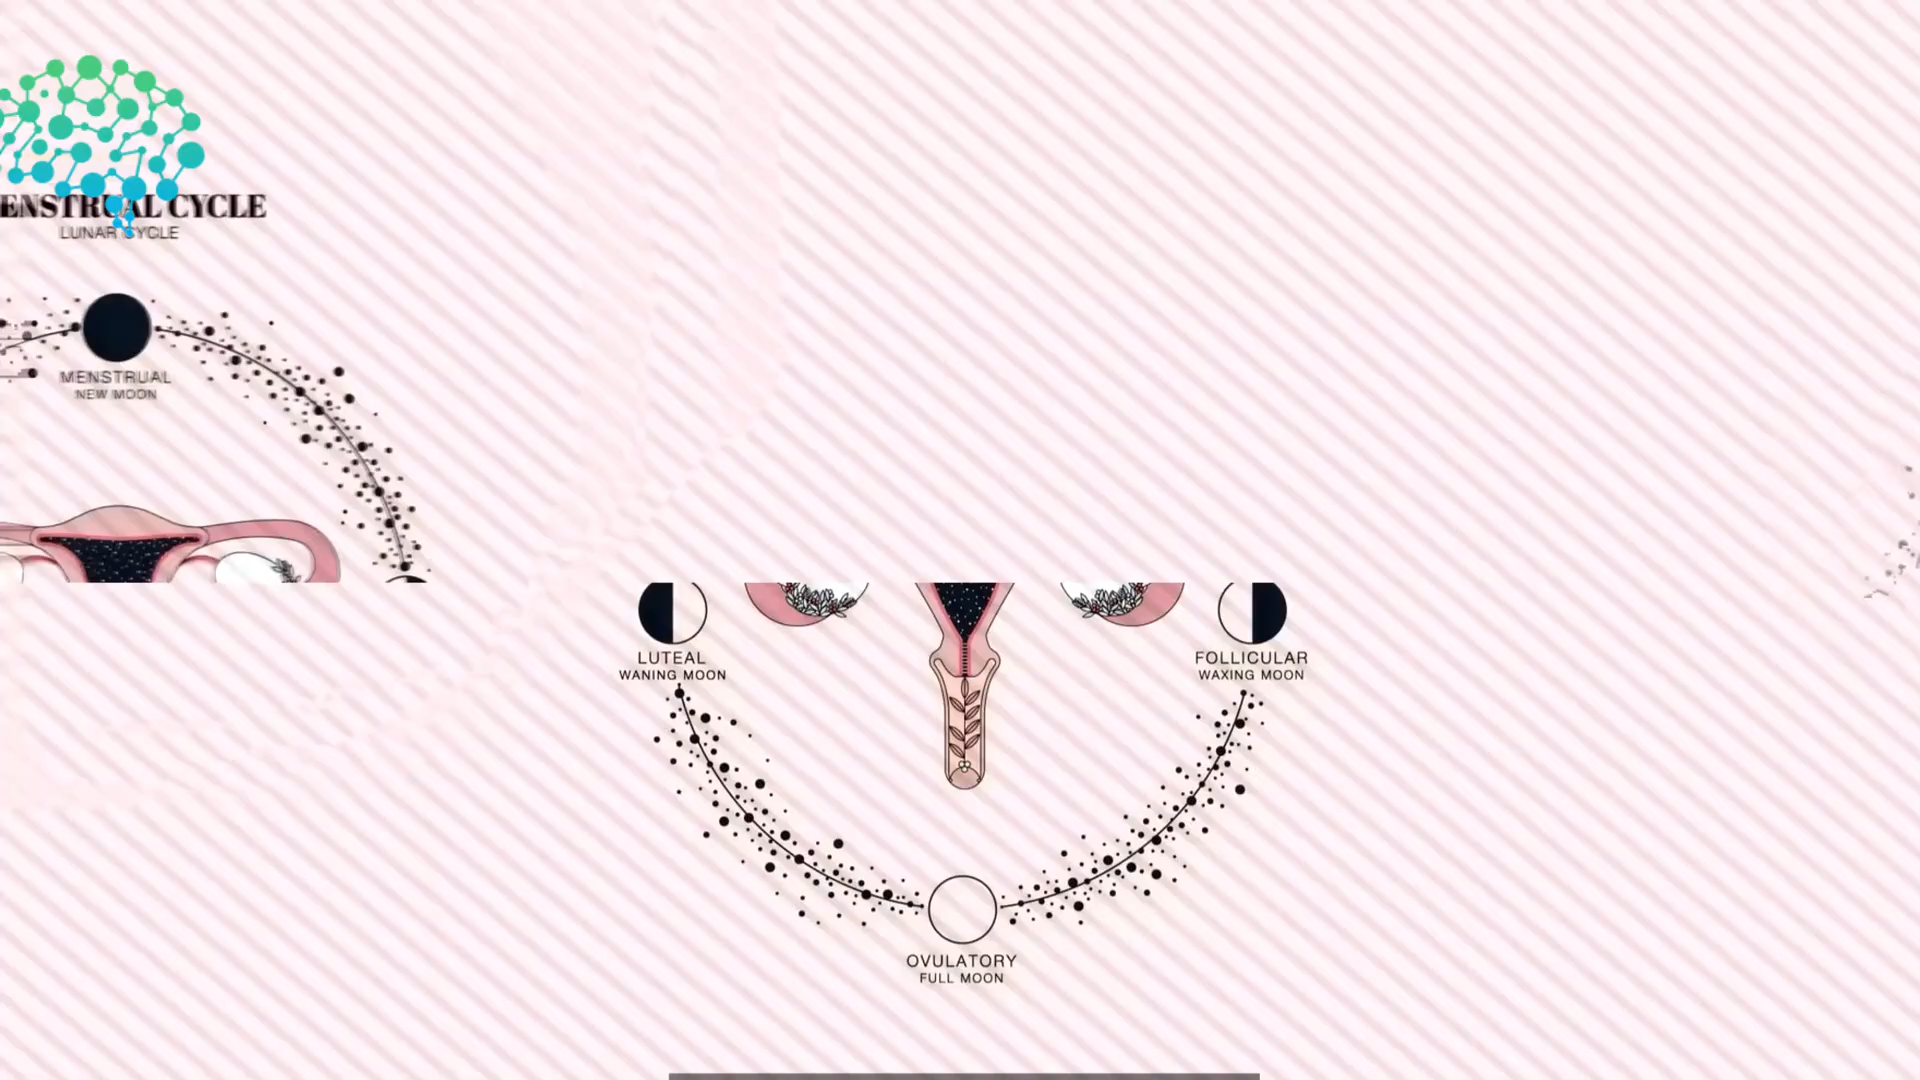 ENSTRUAL CYCLE
LUNAR CYCLE
MENSTRUAL
NEW MOON
LUTEAL
WANING MOON
FOLLICULAR
WAXING MOON
OVULATORY
FULL MOON